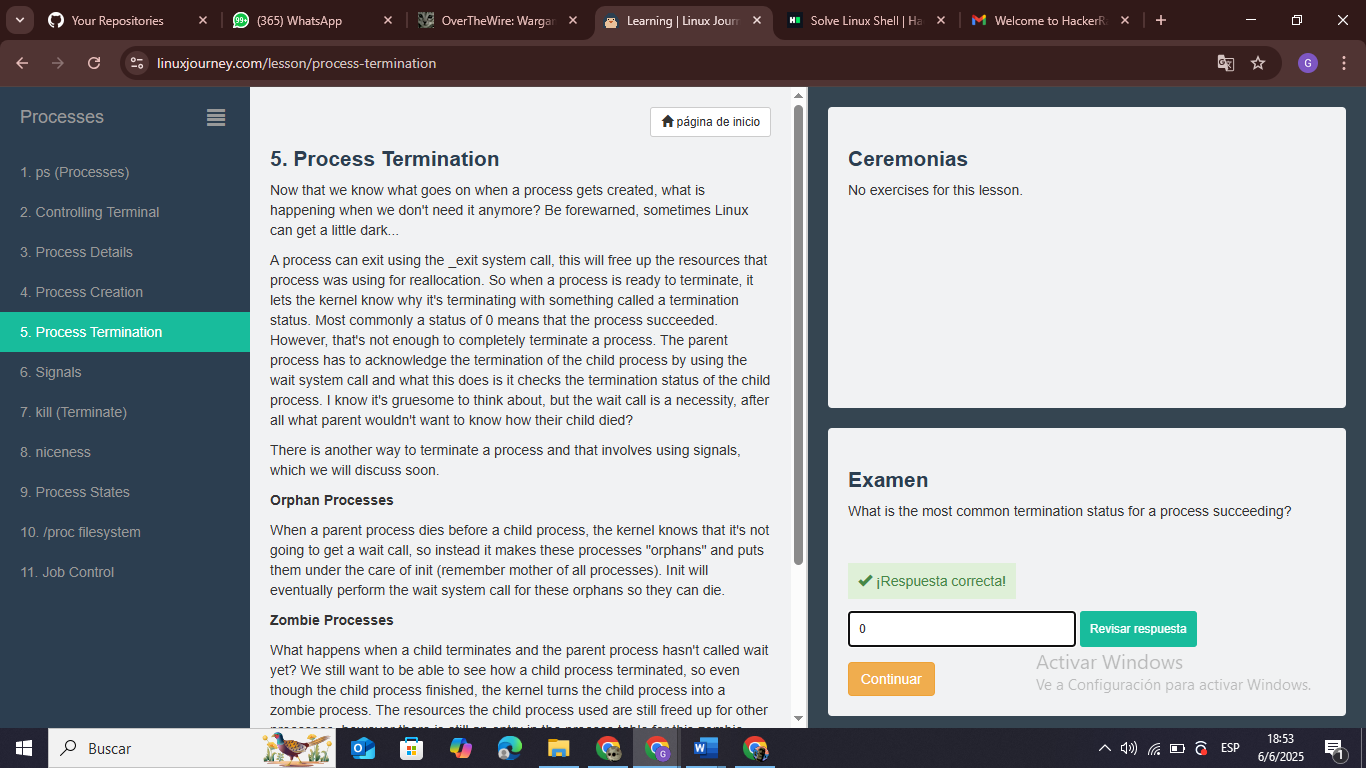 Your Repositories
(365) WhatsApp
OverTheWire: Wargar
Learning | Linux Journ
Solve Linux Shell | Ha
Welcome to HackerRa
linuxjourney.com/lesson/process-termination
G
Processes
1. ps (Processes)
2. Controlling Terminal
3. Process Details
4. Process Creation
5. Process Termination
6. Signals
7. kill (Terminate)
8. niceness
9. Process States
10. /proc filesystem
11. Job Control
página de inicio
5. Process Termination
Now that we know what goes on when a process gets created, what is
happening when we don't need it anymore? Be forewarned, sometimes Linux
can get a little dark...
A process can exit using the _exit system call, this will free up the resources that
process was using for reallocation. So when a process is ready to terminate, it
lets the kernel know why it's terminating with something called a termination
status. Most commonly a status of 0 means that the process succeeded.
However, that's not enough to completely terminate a process. The parent
process has to acknowledge the termination of the child process by using the
wait system call and what this does is it checks the termination status of the child
process. I know it's gruesome to think about, but the wait call is a necessity, after
all what parent wouldn't want to know how their child died?
There is another way to terminate a process and that involves using signals,
which we will discuss soon.
Orphan Processes
When a parent process dies before a child process, the kernel knows that it's not
going to get a wait call, so instead it makes these processes "orphans" and puts
them under the care of init (remember mother of all processes). Init will
eventually perform the wait system call for these orphans so they can die.
Zombie Processes
What happens when a child terminates and the parent process hasn't called wait
yet? We still want to be able to see how a child process terminated, so even
though the child process finished, the kernel turns the child process into a
zombie process. The resources the child process used are still freed up for other
processes, however there is still an entry in the process table for this zombie
Ceremonias
No exercises for this lesson.
Examen
What is the most common termination status for a process succeeding?
¡Respuesta correcta!
0
Revisar respuesta
Continuar
Activar Windows
Ve a Configuración para activar Windows.
Buscar
ESP
18:53
6/6/2025
1